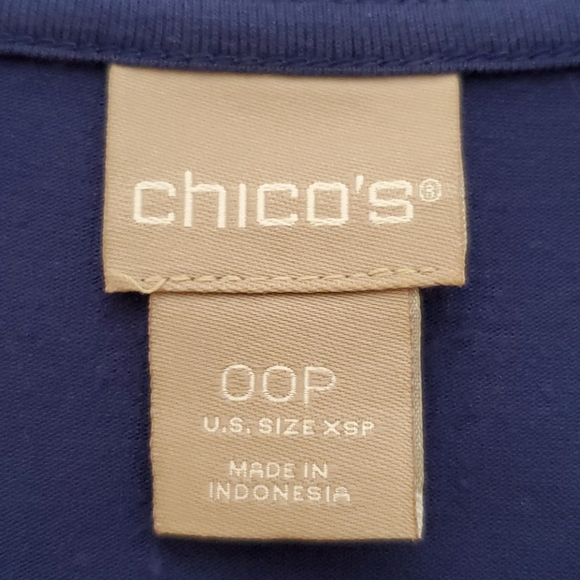 chico's®
00P
U.S. SIZE XSP
MADE IN
INDONESIA